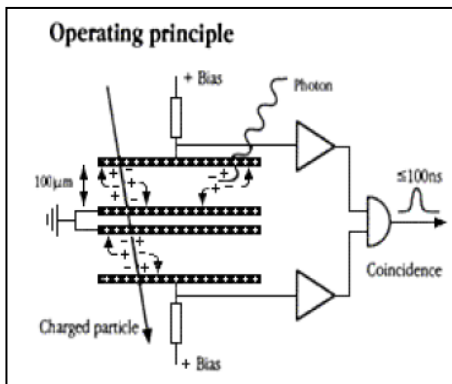 Operating principle
+ Bias
Photon
100μm
≤100ns
Coincidence
Charged particle
+ Bias